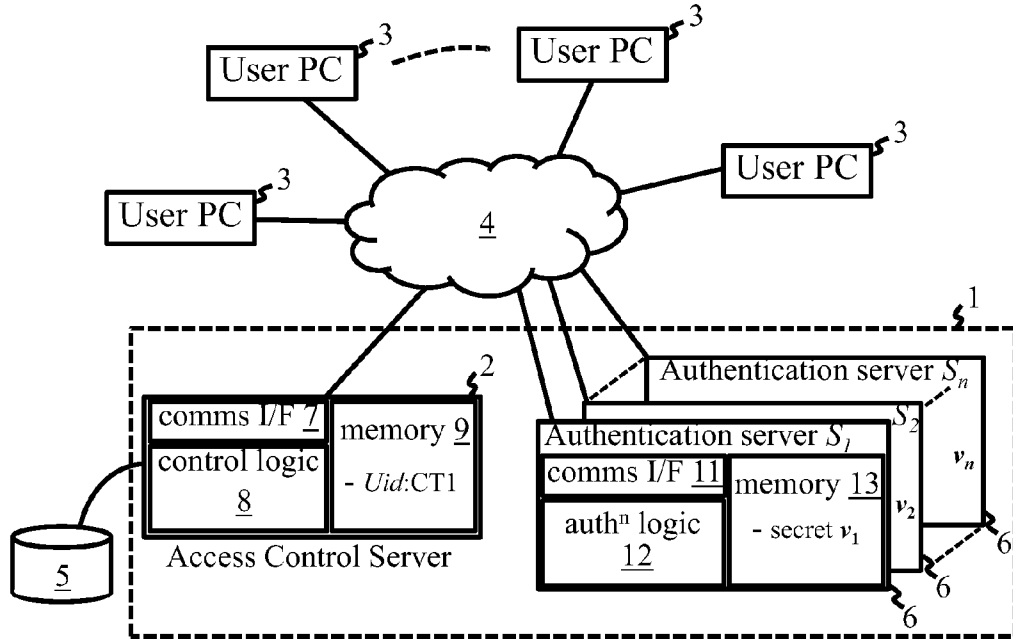 3
User PC
3
User PC
3
User PC
3
User PC
4
1
2
comms I/F 7
control logic
8
memory 9
- Uid:CT1
Access Control Server
5
Authentication server Sn
vn
6
S2
v2
6
Authentication server S1
comms I/F 11
authⁿ logic
12
memory 13
- secret v1
6